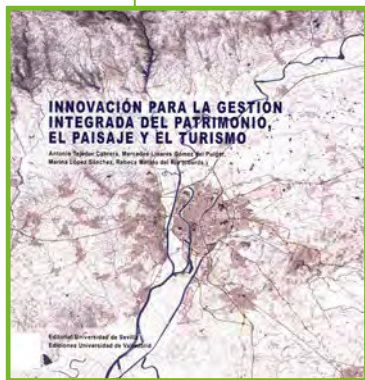 INNOVACIÓN PARA LA GESTIÓN
INTEGRADA DEL PATRIMONIO,
EL PAISAJE Y EL TURISMO
Antonio Tejedor Cabrera, Mercedes Linares Gómez del Pulgar,
Marina López Sánchez, Rebeca Merino del Río (coords.)
Editorial Universidad de Sevilla
Ediciones Universidad de Valladolid